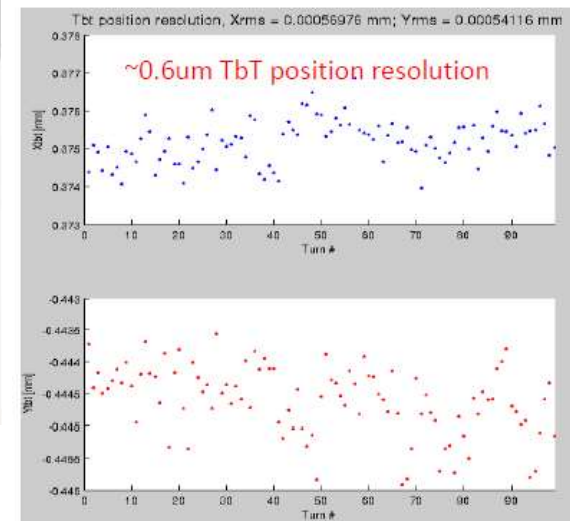 Tbt position resolution, Xrms = 0.00056976 mm; Yrms = 0.00054116 mm
~0.6um TbT position resolution
0.378
0.377
0.376
0.375
0.374
0.373
Xtbt [mm]
0 10 20 30 40 50 60 70 80 90
Turn #
-0.443
-0.4435
-0.444
-0.4445
-0.445
-0.4455
-0.446
Ytbt [mm]
0 10 20 30 40 50 60 70 80 90
Turn #